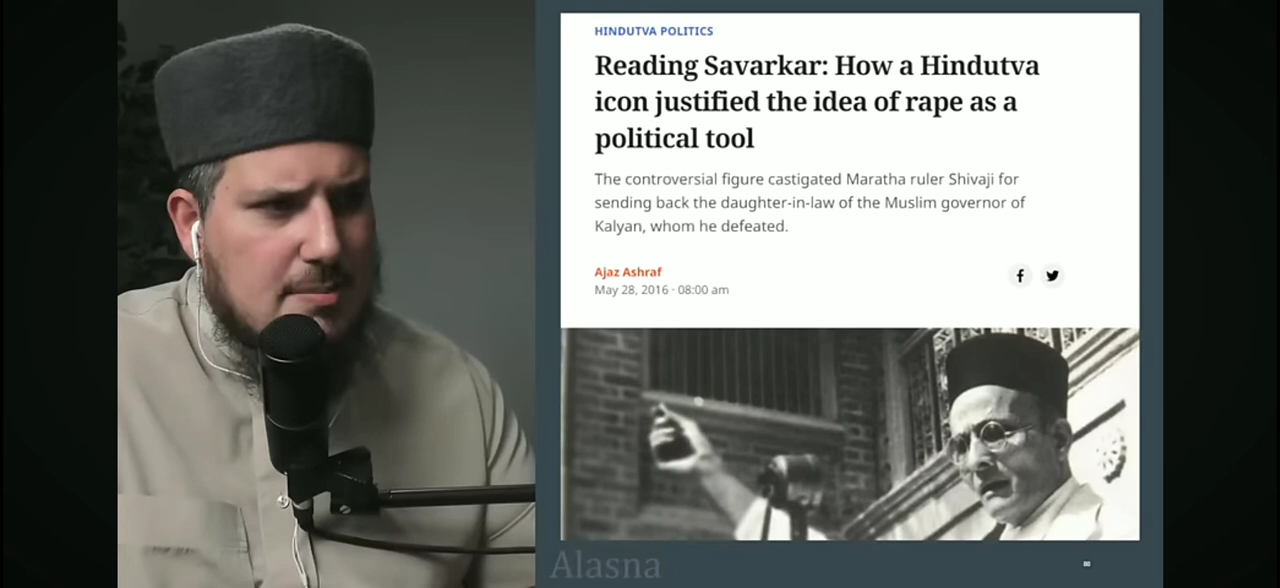 HINDUTVA POLITICS
Reading Savarkar: How a Hindutva
icon justified the idea of rape as a
political tool
The controversial figure castigated Maratha ruler Shivaji for
sending back the daughter-in-law of the Muslim governor of
Kalyan, whom he defeated.
Ajaz Ashraf
May 28, 2016 · 08:00 am
Alasna